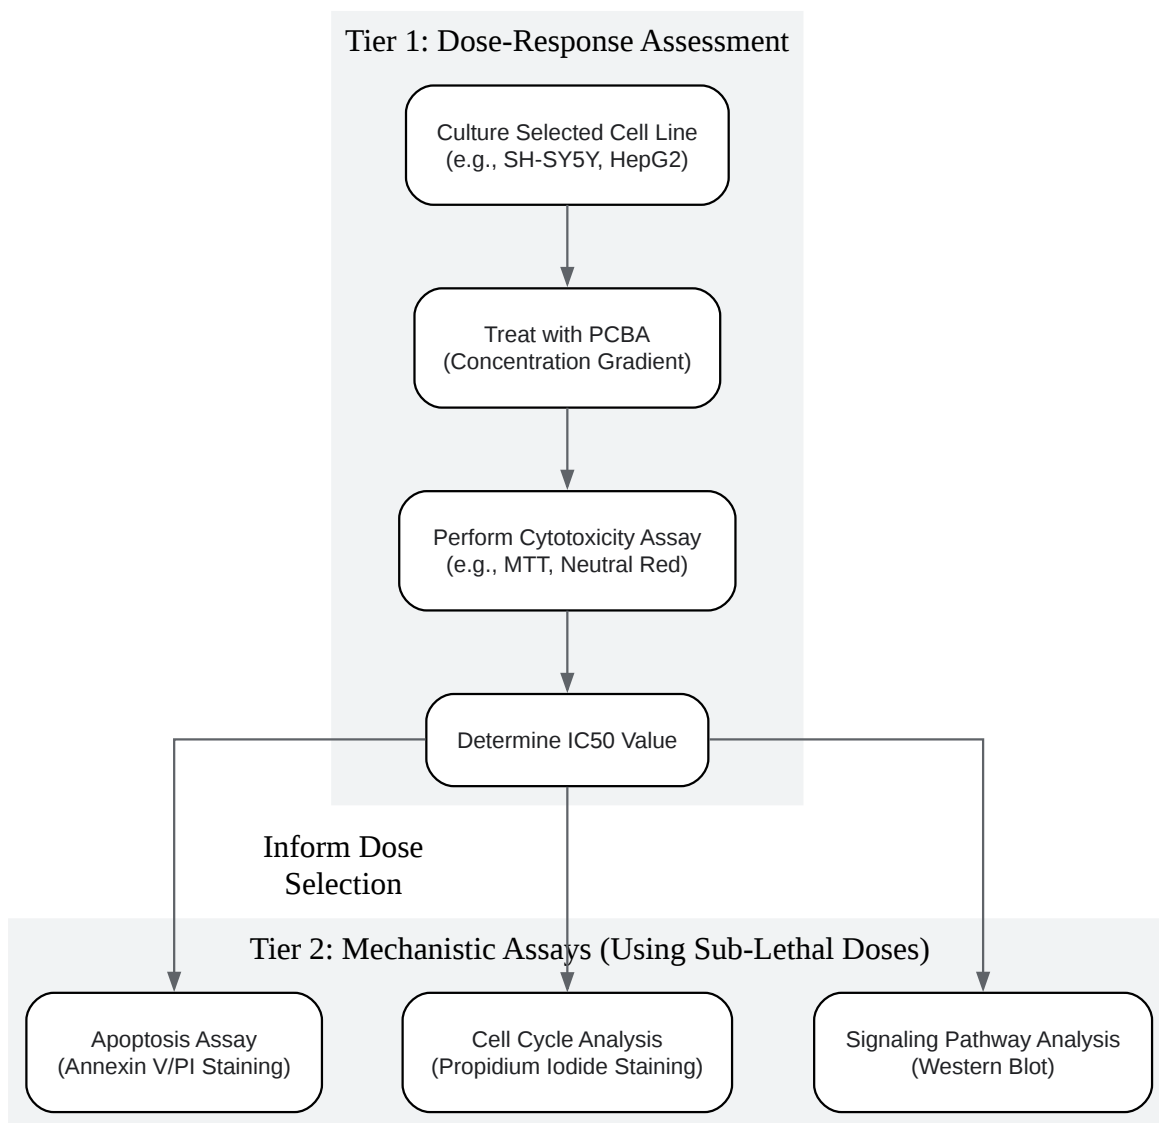 Tier 1: Dose-Response Assessment
Culture Selected Cell Line
(e.g., SH-SY5Y, HepG2)
Treat with PCBA
(Concentration Gradient)
Perform Cytotoxicity Assay
(e.g., MTT, Neutral Red)
Determine IC50 Value
Inform Dose
Selection
Tier 2: Mechanistic Assays (Using Sub-Lethal Doses)
Apoptosis Assay
(Annexin V/PI Staining)
Cell Cycle Analysis
(Propidium Iodide Staining)
Signaling Pathway Analysis
(Western Blot)